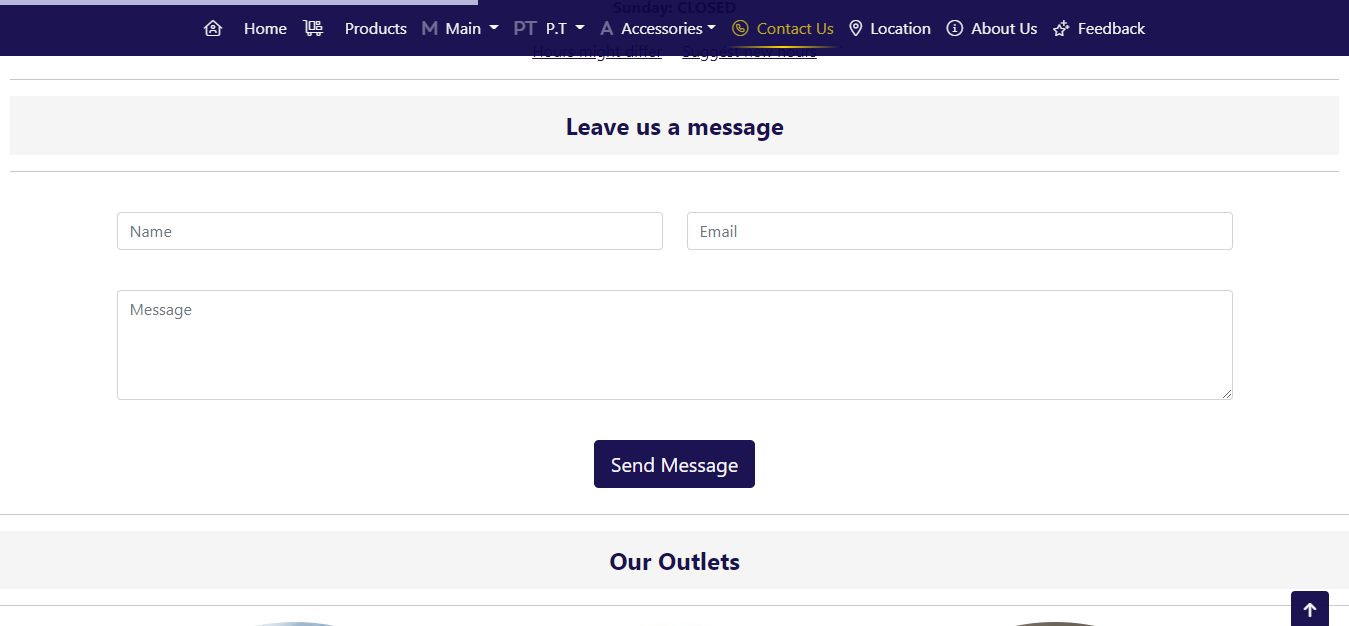 Sunday: CLOSED
Home Products M Main PT P.T A Accessories Contact Us Location About Us Feedback
Hours might differ Suggest new hours
Leave us a message
Name Email
Message
Send Message
Our Outlets